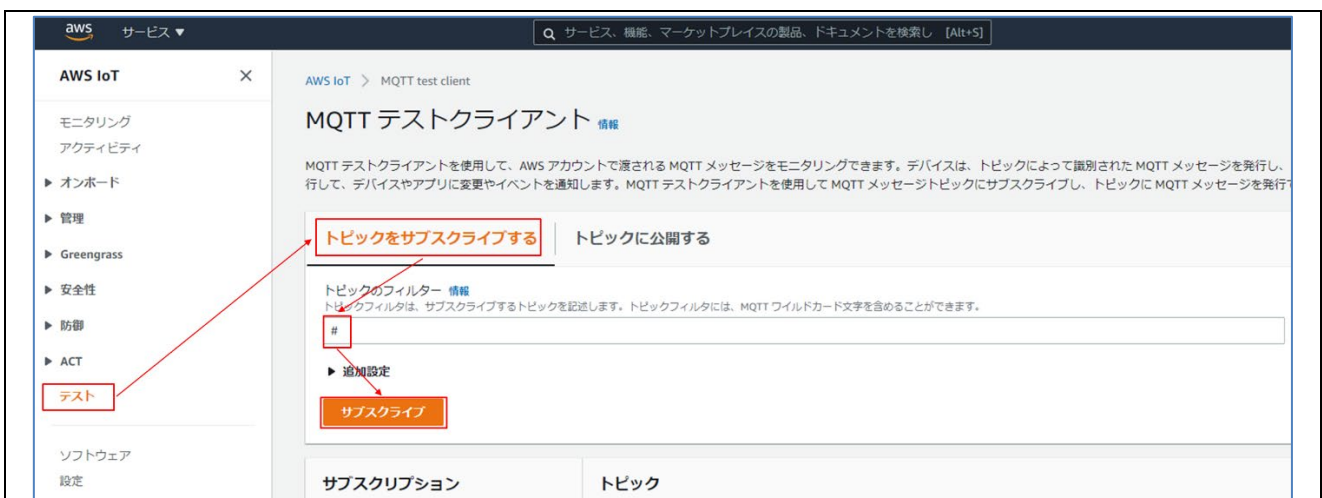 aws サービス ▼ サービス、機能、マーケットプレイスの製品、ドキュメントを検索し [Alt+S]
AWS IoT ×
モニタリング
アクティビティ
▶ オンボード
▶ 管理
▶ Greengrass
▶ 安全性
▶ 防御
▶ ACT
テスト
ソフトウェア
設定
AWS IoT > MQTT test client
MQTT テストクライアント 情報
MQTT テストクライアントを使用して、AWS アカウントで渡される MQTT メッセージをモニタリングできます。デバイスは、トピックによって識別された MQTT メッセージを発行し、
行して、デバイスやアプリに変更やイベントを通知します。MQTT テストクライアントを使用して MQTT メッセージトピックにサブスクライブし、トピックに MQTT メッセージを発行
トピックをサブスクライブする トピックに公開する
トピックのフィルター 情報
トピックフィルタは、サブスクライブするトピックを記述します。トピックフィルタには、MQTT ワイルドカード文字を含めることができます。
#
▶ 追加設定
サブスクライブ
サブスクリプション トピック